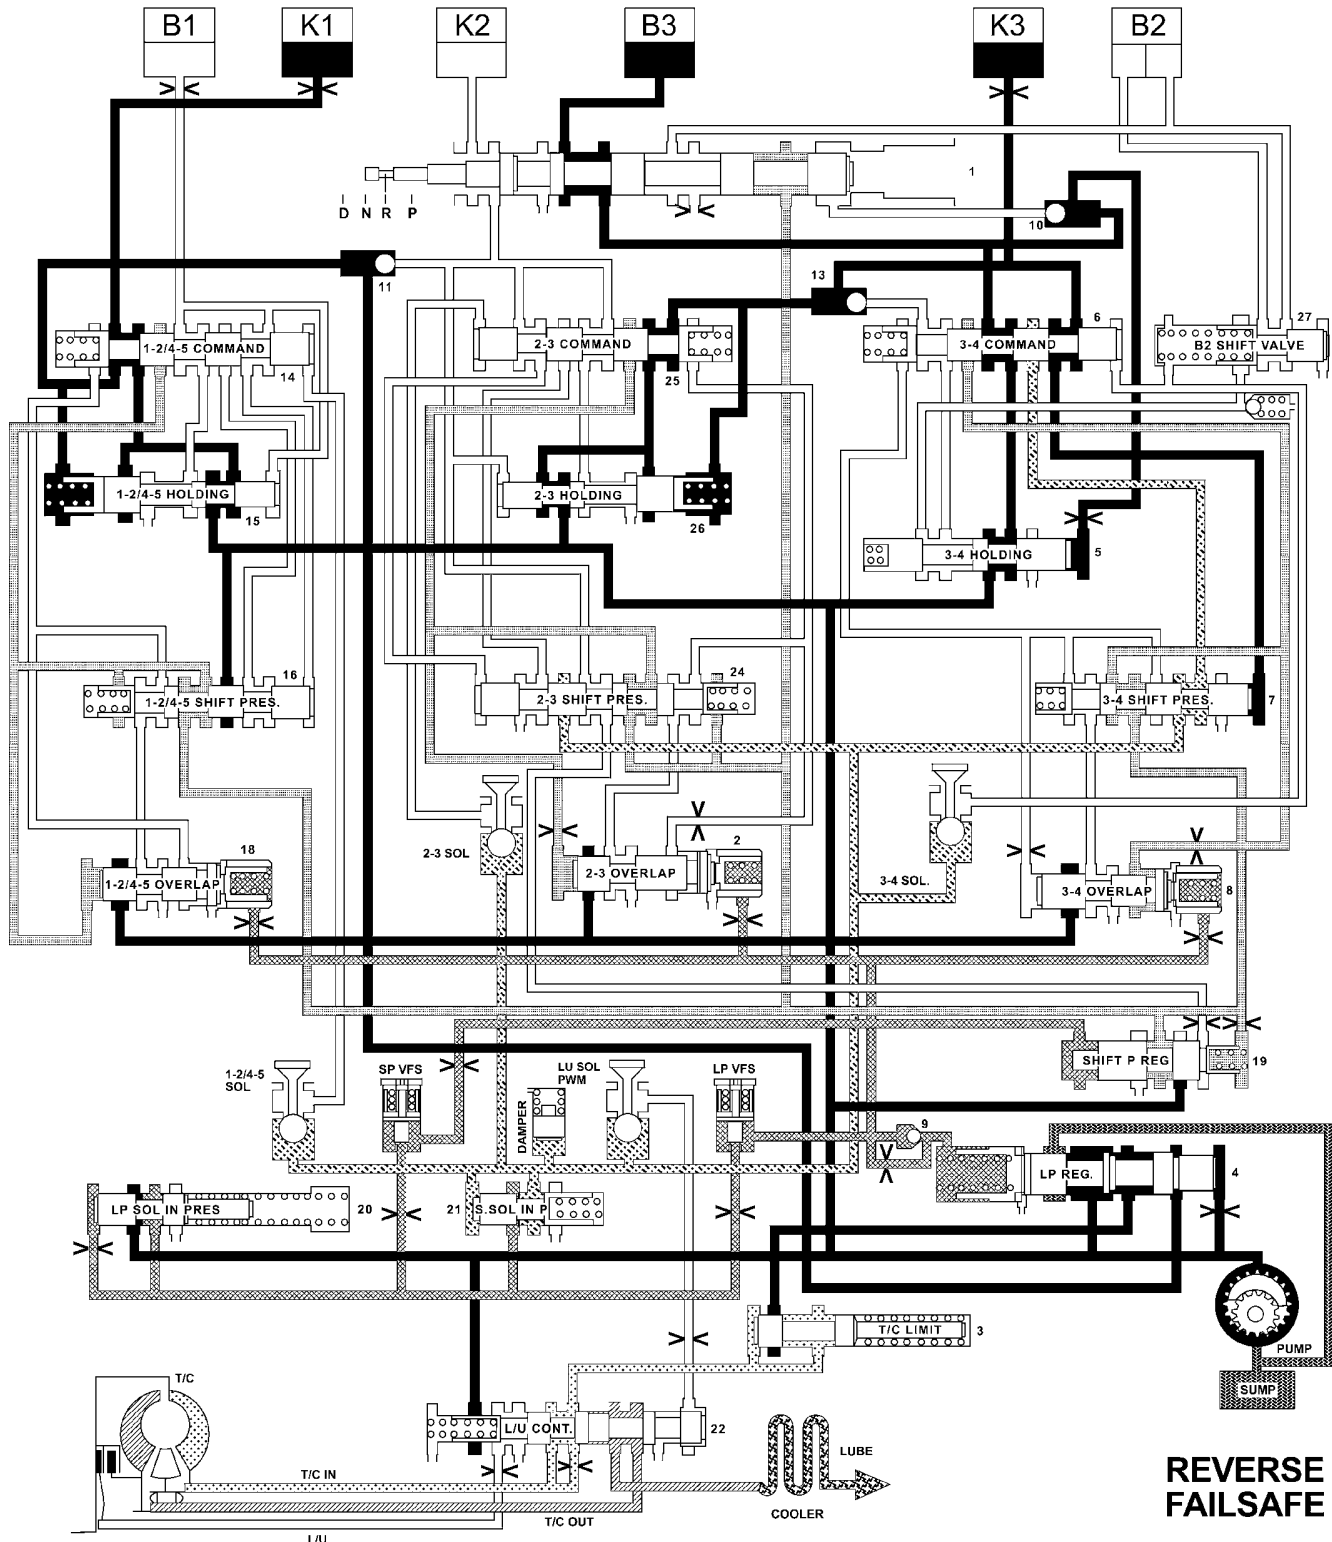 B1 K1 K2 B3 K3 B2
1
D N R P
10
11
13
6
27
1-2/4-5 COMMAND
2-3 COMMAND
3-4 COMMAND
B2 SHIFT VALVE
14
25
1-2/4-5 HOLDING
2-3 HOLDING
15
26
3-4 HOLDING
5
16
24
1-2/4-5 SHIFT PRES.
2-3 SHIFT PRES.
3-4 SHIFT PRES.
7
2-3 SOL
18
2
3-4 SOL.
1-2/4-5 OVERLAP
2-3 OVERLAP
3-4 OVERLAP
8
SHIFT P REG
19
1-2/4-5
SOL
SP VFS
LU SOL
PWM
LP VFS
DAMPER
9
LP REG.
4
LP SOL IN PRES
20
21
S.SOL IN P
T/C LIMIT
3
PUMP
SUMP
T/C
L/U CONT.
22
T/C IN
LUBE
COOLER
T/C OUT
L/U
REVERSE
FAILSAFE